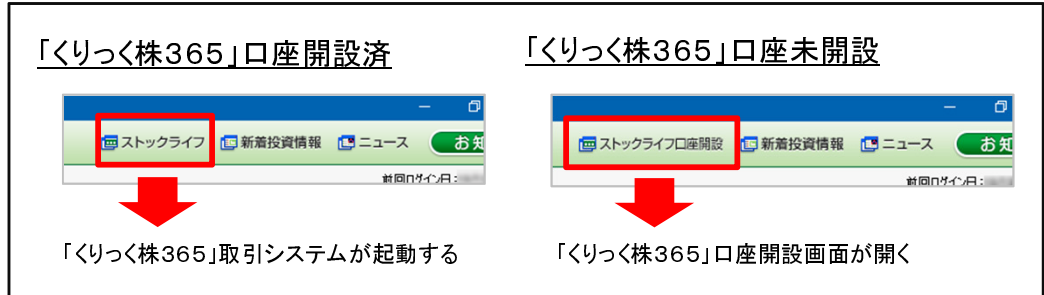 「くりっく株365」口座開設済
ストックライフ 新着投資情報 ニュース お知
前回ログイン日：
「くりっく株365」取引システムが起動する
「くりっく株365」口座未開設
ストックライフ口座開設 新着投資情報 ニュース お知
前回ログイン日：
「くりっく株365」口座開設画面が開く